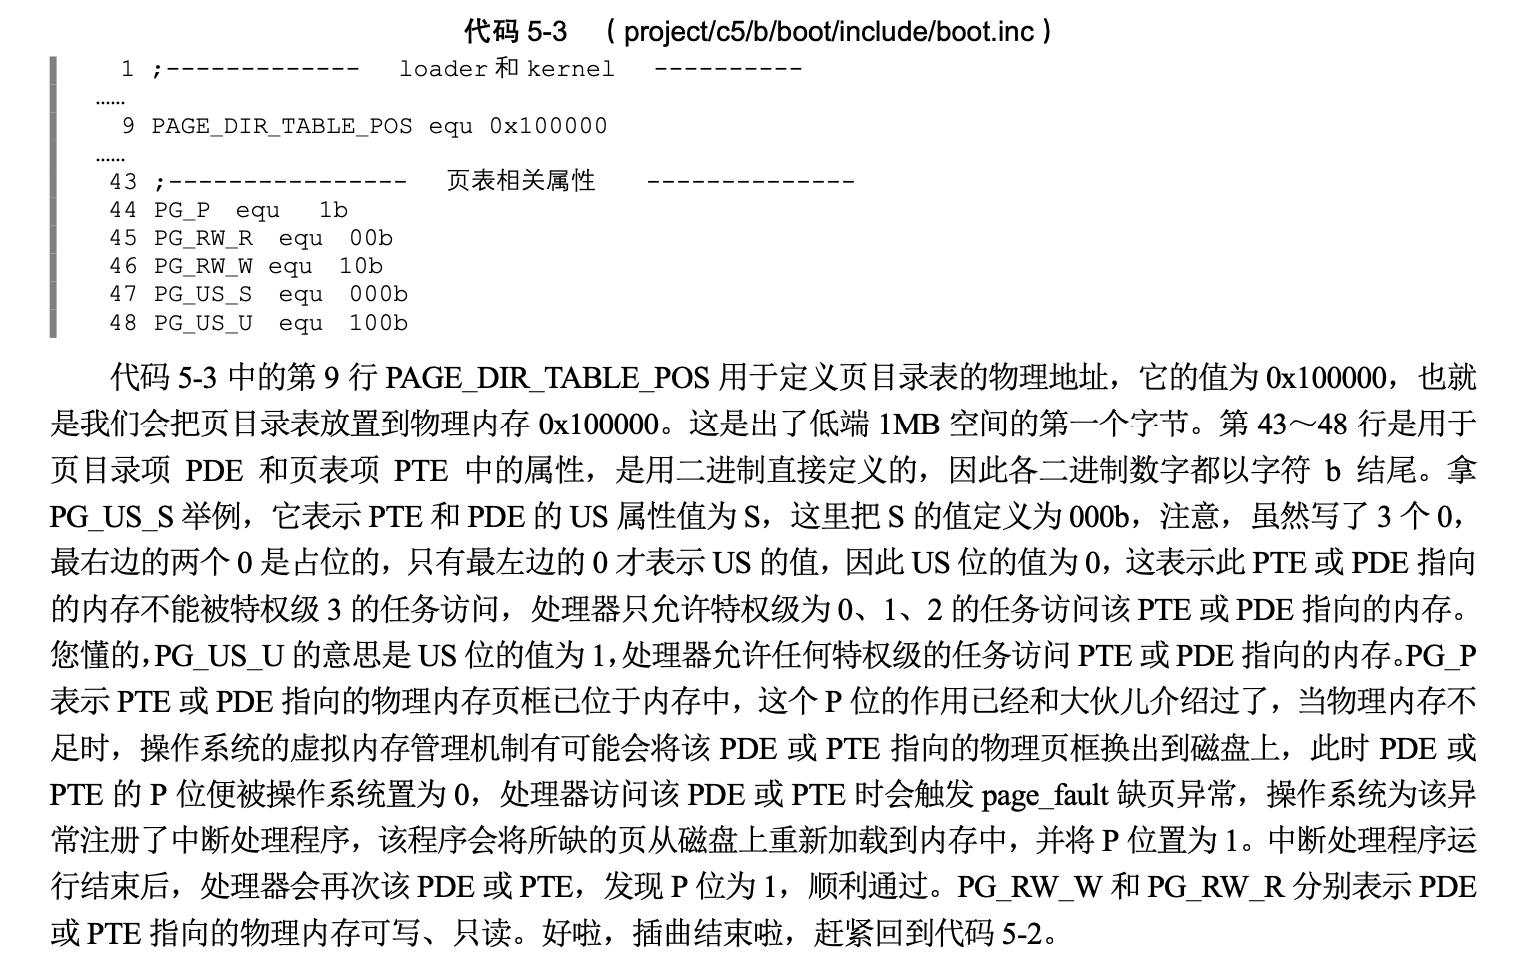 代码 5-3 （project/c5/b/boot/include/boot.inc）
1 ;------------- loader 和 kernel ----------
……
9 PAGE_DIR_TABLE_POS equ 0x100000
……
43 ;---------------- 页表相关属性 --------------
44 PG_P equ 1b
45 PG_RW_R equ 00b
46 PG_RW_W equ 10b
47 PG_US_S equ 000b
48 PG_US_U equ 100b
代码 5-3 中的第 9 行 PAGE_DIR_TABLE_POS 用于定义页目录表的物理地址，它的值为 0x100000，也就
是我们会把页目录表放置到物理内存 0x100000。这是出了低端 1MB 空间的第一个字节。第 43～48 行是用于
页目录项 PDE 和页表项 PTE 中的属性，是用二进制直接定义的，因此各二进制数字都以字符 b 结尾。拿
PG_US_S 举例，它表示 PTE 和 PDE 的 US 属性值为 S，这里把 S 的值定义为 000b，注意，虽然写了 3 个 0，
最右边的两个 0 是占位的，只有最左边的 0 才表示 US 的值，因此 US 位的值为 0，这表示此 PTE 或 PDE 指向
的内存不能被特权级 3 的任务访问，处理器只允许特权级为 0、1、2 的任务访问该 PTE 或 PDE 指向的内存。
您懂的，PG_US_U 的意思是 US 位的值为 1，处理器允许任何特权级的任务访问 PTE 或 PDE 指向的内存。PG_P
表示 PTE 或 PDE 指向的物理内存页框已位于内存中，这个 P 位的作用已经和大伙儿介绍过了，当物理内存不
足时，操作系统的虚拟内存管理机制有可能会将该 PDE 或 PTE 指向的物理页框换出到磁盘上，此时 PDE 或
PTE 的 P 位便被操作系统置为 0，处理器访问该 PDE 或 PTE 时会触发 page_fault 缺页异常，操作系统为该异
常注册了中断处理程序，该程序会将所缺的页从磁盘上重新加载到内存中，并将 P 位置为 1。中断处理程序运
行结束后，处理器会再次该 PDE 或 PTE，发现 P 位为 1，顺利通过。PG_RW_W 和 PG_RW_R 分别表示 PDE
或 PTE 指向的物理内存可写、只读。好啦，插曲结束啦，赶紧回到代码 5-2。